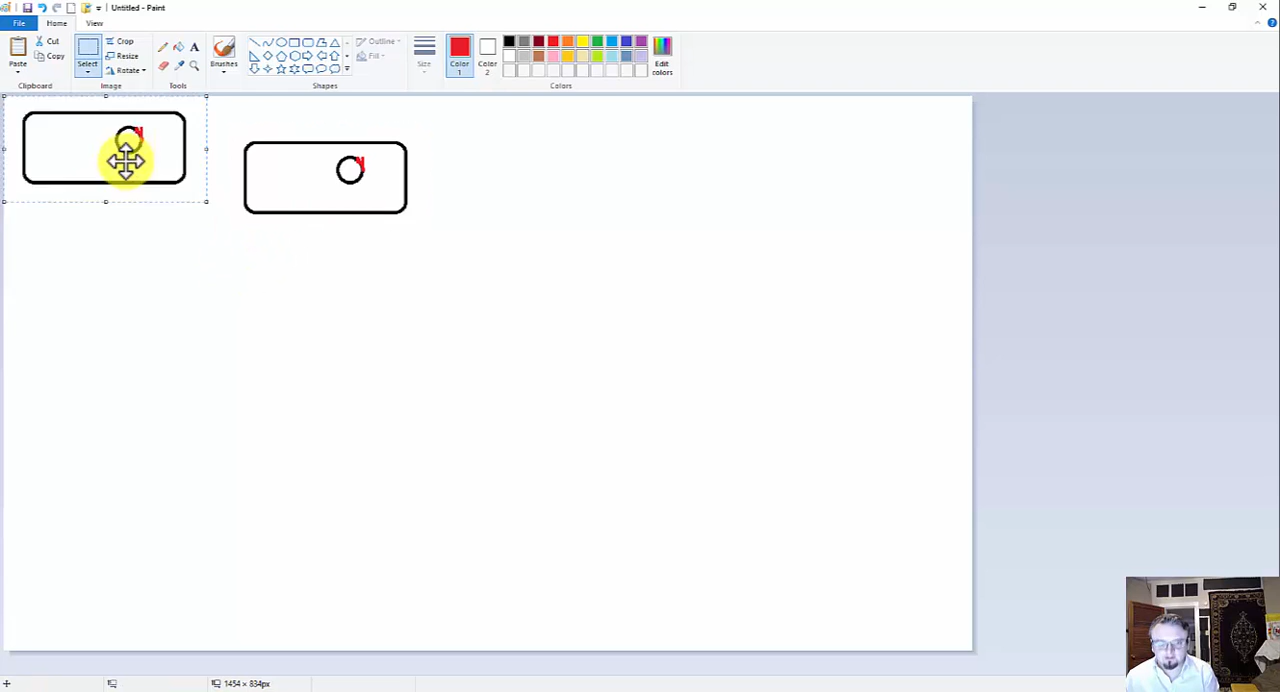 Untitled - Paint
File Home View
Paste
Cut
Copy
Clipboard
Select
Crop
Resize
Rotate
Image
Tools
Brushes
Outline
Fill
Shapes
Size
Color 1
Color 2
Edit colors
Colors
N
N
1454 × 834px